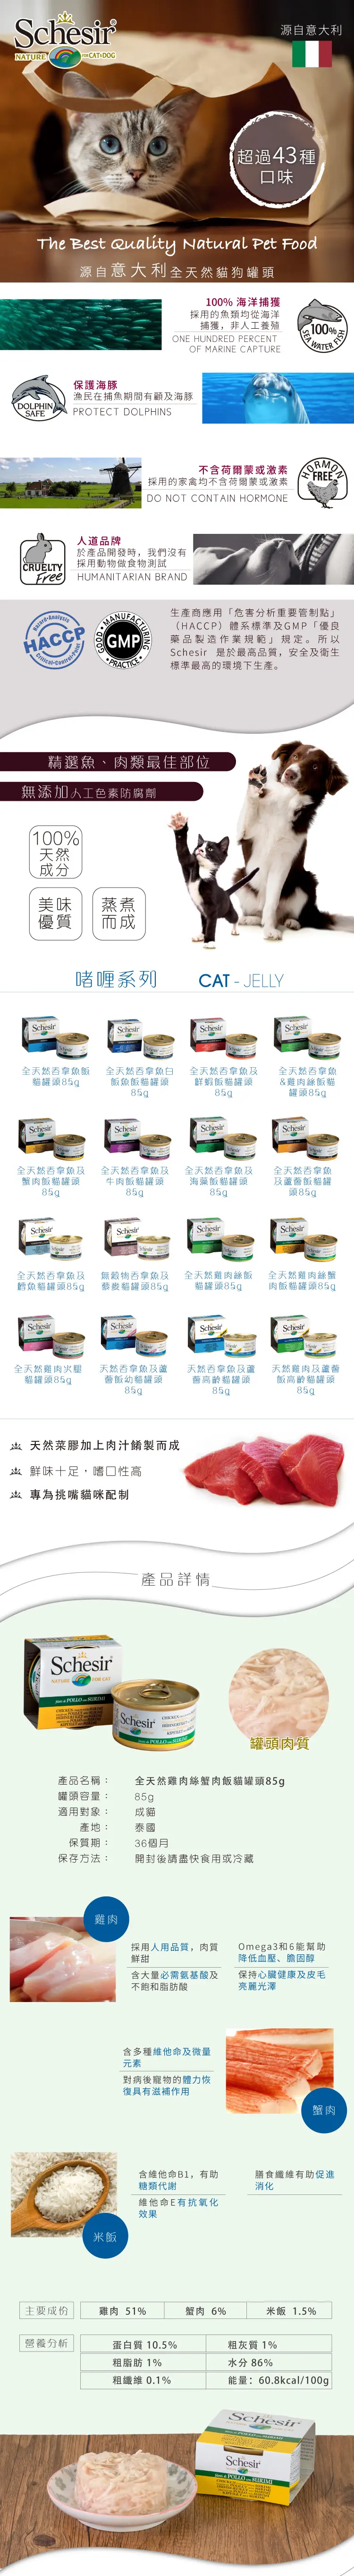 Schesir®
NATURE FOR CAT&DOG
源自意大利
超過43種
口味
The Best Quality Natural Pet Food
源自意大利全天然貓狗罐頭
100% 海洋捕獲
採用的魚類均從海洋
捕獲，非人工養殖
ONE HUNDRED PERCENT
OF MARINE CAPTURE
100%
SEA WATER FISH
DOLPHIN
SAFE
保護海豚
漁民在捕魚期間有顧及海豚
PROTECT DOLPHINS
不含荷爾蒙或激素
採用的家禽均不含荷爾蒙或激素
DO NOT CONTAIN HORMONE
HORMON
FREE
CRUELTY
Free
人道品牌
於產品開發時，我們沒有
採用動物做食物測試
HUMANITARIAN BRAND
Hazard-Analysis
HACCP
Critical-Control-Point
GOOD MANUFACTURING
GMP
PRACTICE
生產商應用「危害分析重要管制點」
（HACCP）體系標準及GMP「優良
藥品製造作業規範」規定。所以
Schesir 是於最高品質，安全及衛生
標準最高的環境下生產。
精選魚、肉類最佳部位
無添加人工色素防腐劑
100%
天然
成分
美味
優質
蒸煮
而成
啫喱系列 CAT - JELLY
全天然吞拿魚飯
貓罐頭85g
全天然吞拿魚白
飯魚飯貓罐頭
85g
全天然吞拿魚及
鮮蝦飯貓罐頭
85g
全天然吞拿魚
&雞肉絲飯貓
罐頭85g
全天然吞拿魚及
蟹肉飯貓罐頭
85g
全天然吞拿魚及
牛肉飯貓罐頭
85g
全天然吞拿魚及
海藻飯貓罐頭
85g
全天然吞拿魚
及蘆薈飯貓罐
頭85g
全天然吞拿魚及
鱈魚貓罐頭85g
無穀物吞拿魚及
藜麥貓罐頭85g
全天然雞肉絲飯
貓罐頭85g
全天然雞肉絲蟹
肉飯貓罐頭85g
全天然雞肉火腿
貓罐頭85g
天然吞拿魚及蘆
薈飯幼貓罐頭
85g
天然吞拿魚及蘆
薈高齡貓罐頭
85g
天然雞肉及蘆薈
飯高齡貓罐頭
85g
天然菜膠加上肉汁餚製而成
鮮味十足，嗜口性高
專為挑嘴貓咪配制
產品詳情
Schesir
NATURE FOR CAT
Schesir
罐頭肉質
產品名稱： 全天然雞肉絲蟹肉飯貓罐頭85g
罐頭容量： 85g
適用對象： 成貓
產地： 泰國
保質期： 36個月
保存方法： 開封後請盡快食用或冷藏
雞肉
採用人用品質，肉質
鮮甜
含大量必需氨基酸及
不飽和脂肪酸
Omega3和6能幫助
降低血壓、膽固醇
保持心臟健康及皮毛
亮麗光澤
含多種維他命及微量
元素
對病後寵物的體力恢
復具有滋補作用
蟹肉
米飯
含維他命B1，有助
糖類代謝
維他命E有抗氧化
效果
膳食纖維有助促進
消化
主要成份 雞肉 51% 蟹肉 6% 米飯 1.5%
營養分析 蛋白質 10.5% 粗灰質 1%
粗脂肪 1% 水分 86%
粗纖維 0.1% 能量：60.8kcal/100g
Schesir
Schesir